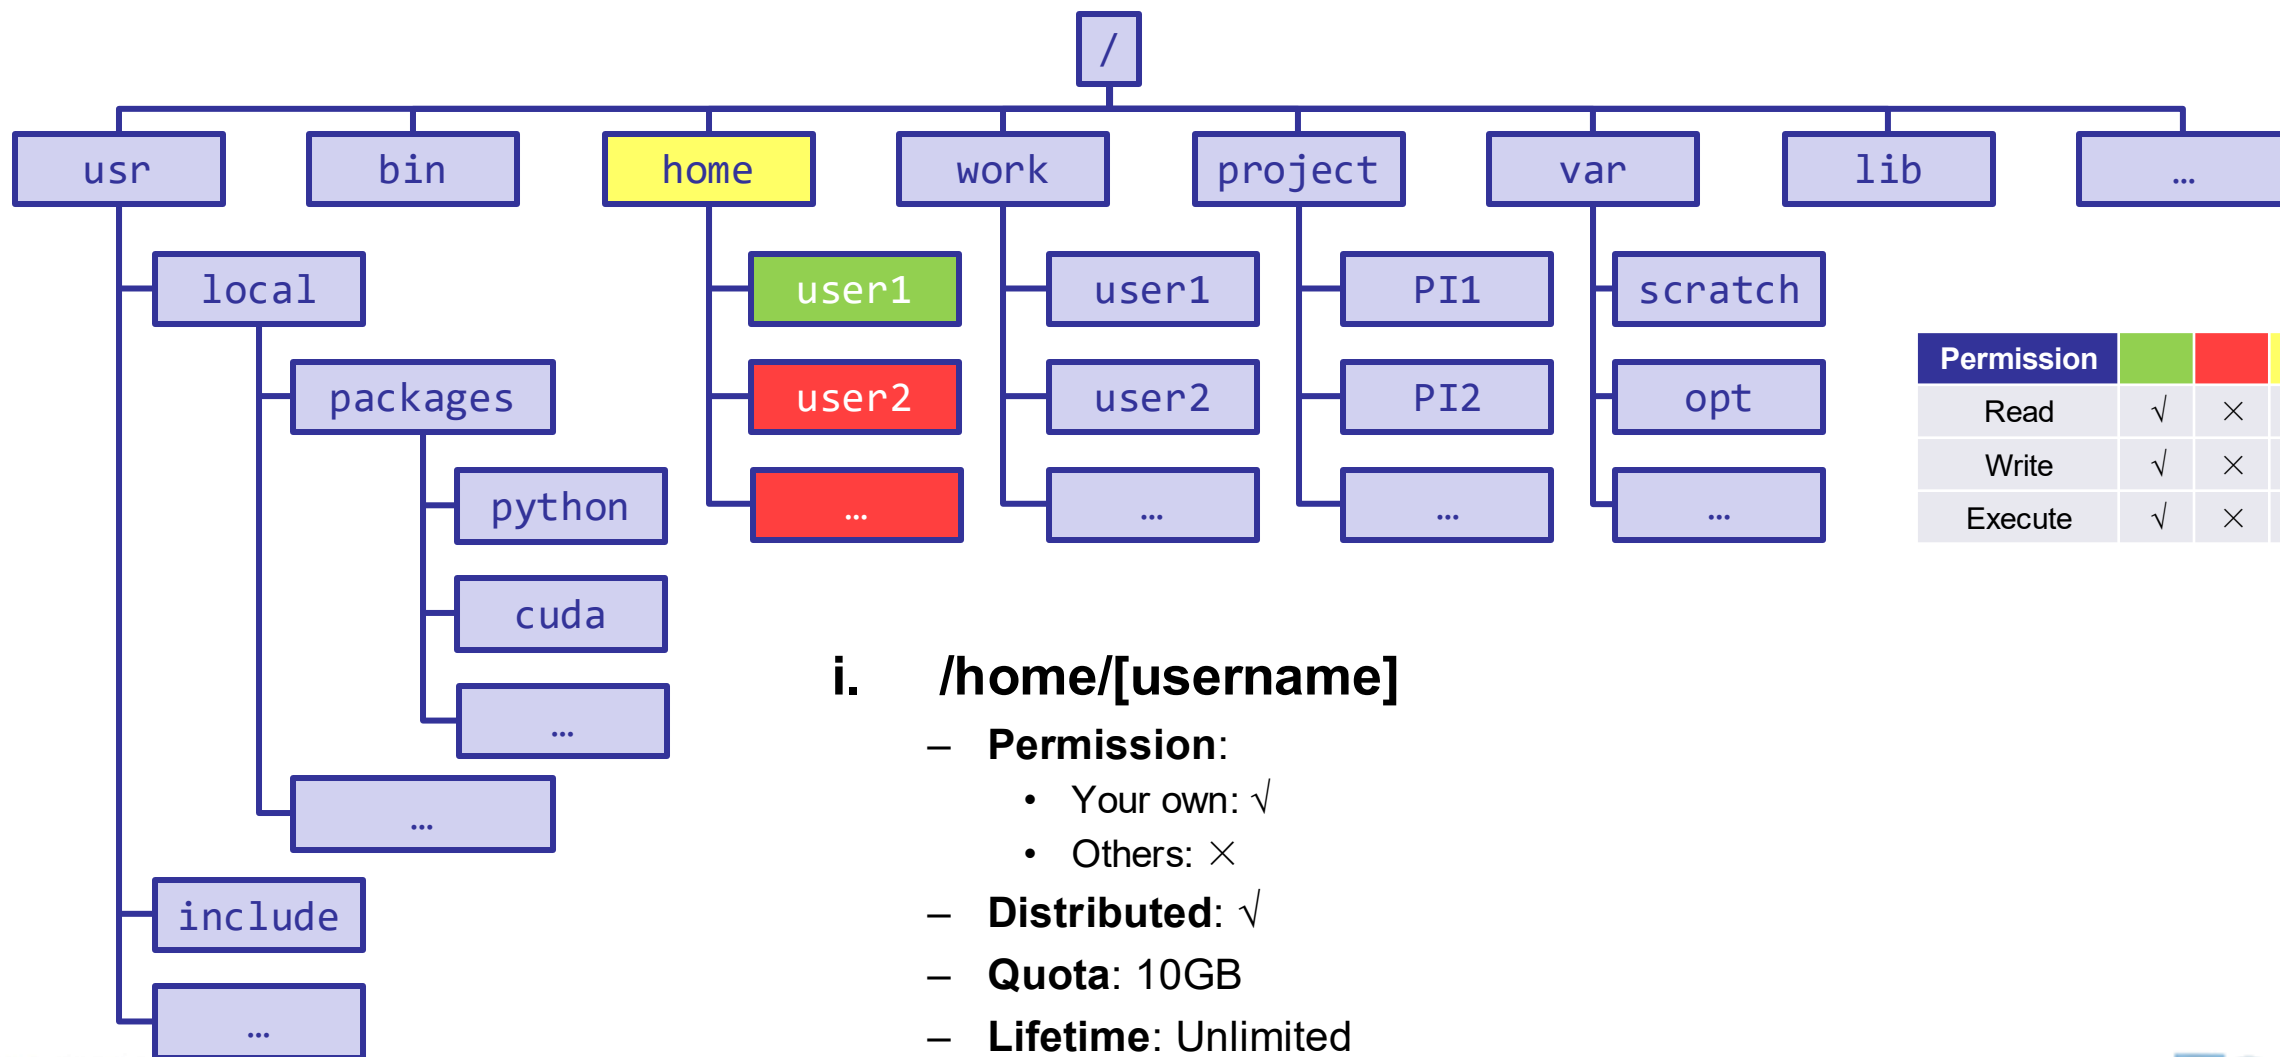 /
usr bin home work project var lib …
local user1 user1 PI1 scratch
packages user2 user2 PI2 opt
python … … … …
cuda
…
…
include
…
Permission
Read √ ×
Write √ ×
Execute √ ×
i. /home/[username]
– Permission:
• Your own: √
• Others: ×
– Distributed: √
– Quota: 10GB
– Lifetime: Unlimited